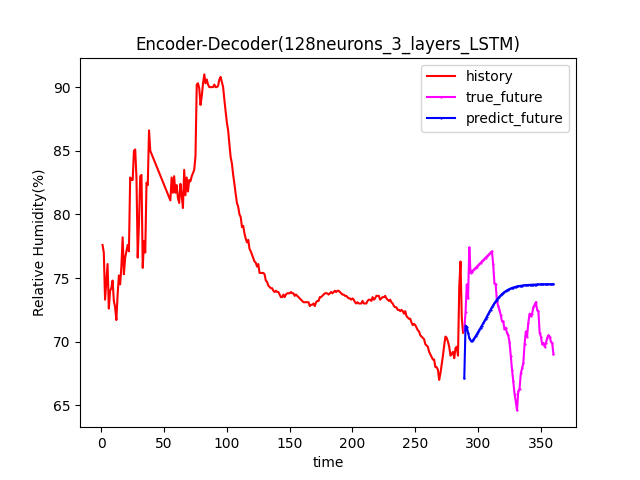 Encoder-Decoder(128neurons_3_layers_LSTM)
history
true_future
predict_future
Relative Humidity(%)
90
85
80
75
70
65
0 50 100 150 200 250 300 350
time